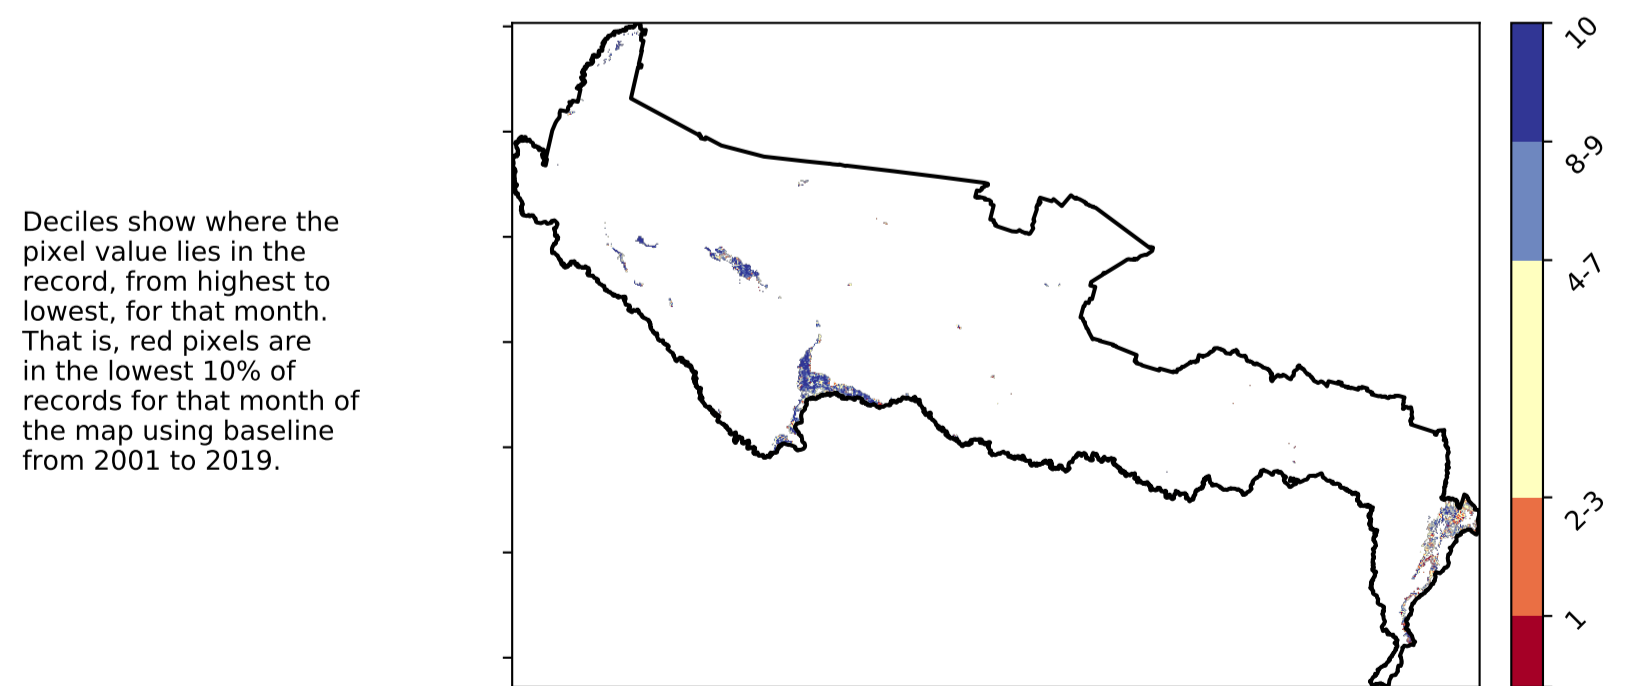 Deciles show where the
pixel value lies in the
record, from highest to
lowest, for that month.
That is, red pixels are
in the lowest 10% of
records for that month of
the map using baseline
from 2001 to 2019.
10
8-9
4-7
2-3
1